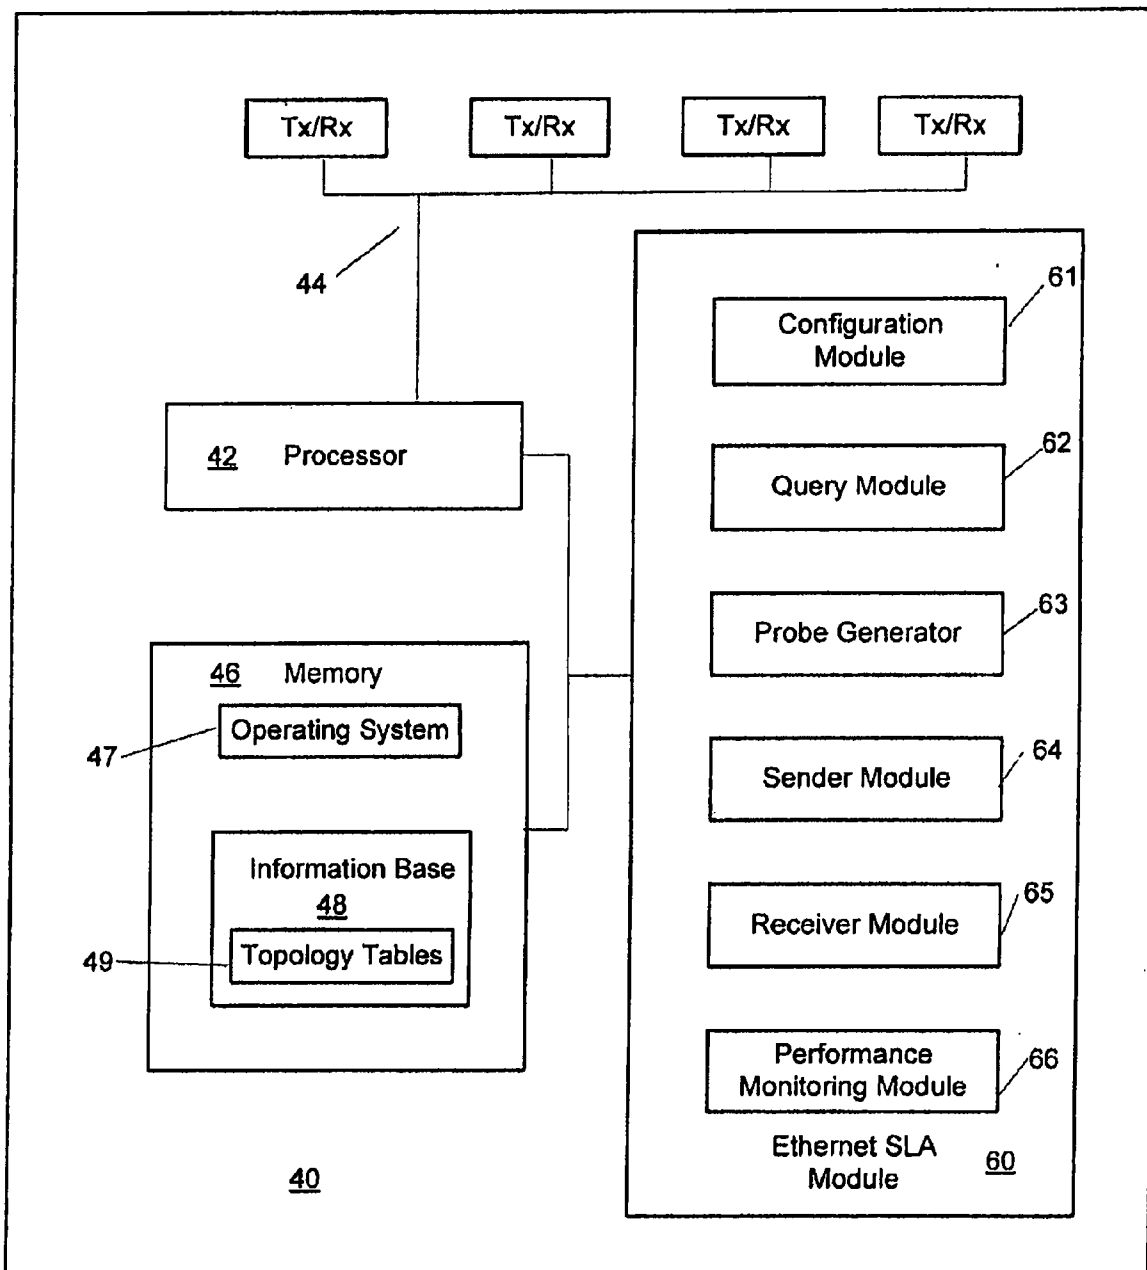 Tx/Rx Tx/Rx Tx/Rx Tx/Rx
44
42 Processor
46 Memory
47
Operating System
Information Base
48
49
Topology Tables
40
61
Configuration
Module
62
Query Module
63
Probe Generator
64
Sender Module
65
Receiver Module
66
Performance
Monitoring Module
Ethernet SLA
Module
60